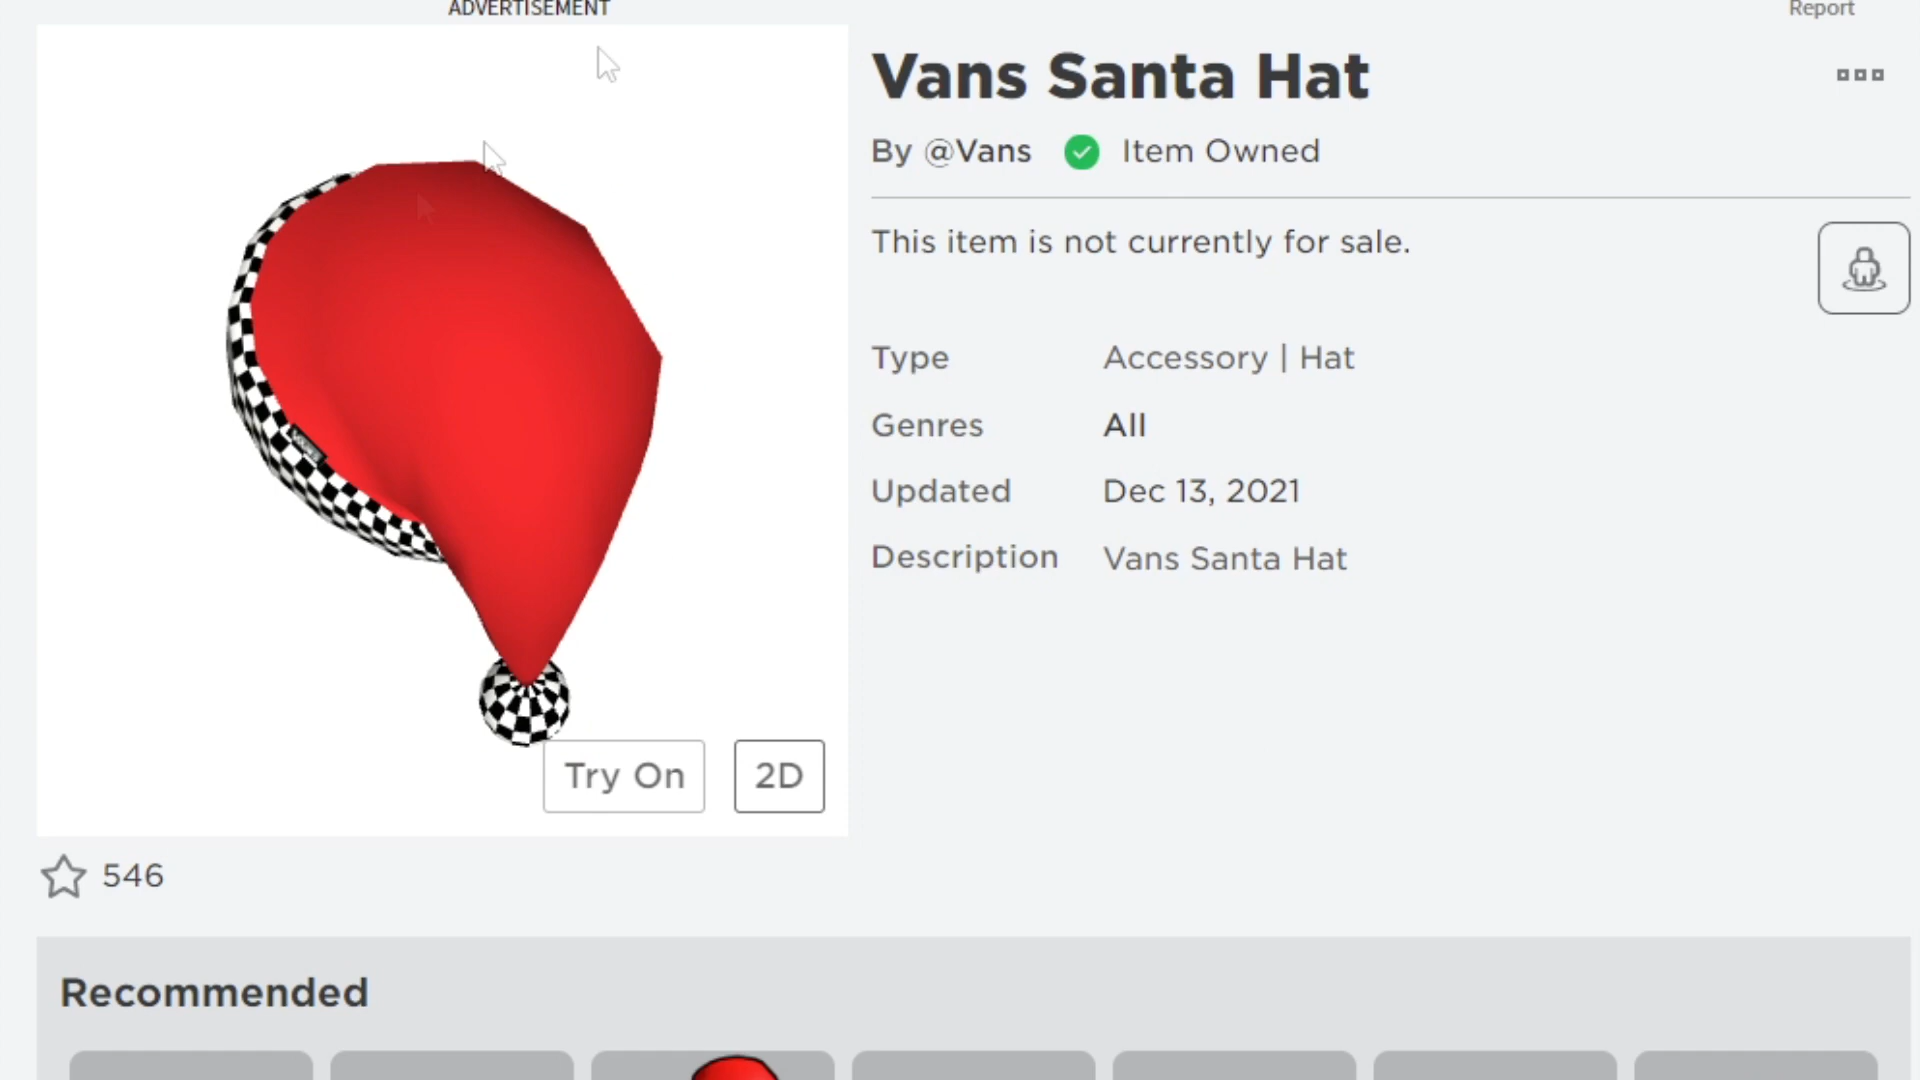 ADVERTISEMENT
Report
Vans Santa Hat
By @Vans Item Owned
This item is not currently for sale.
Type Accessory | Hat
Genres All
Updated Dec 13, 2021
Description Vans Santa Hat
Try On 2D
546
Recommended